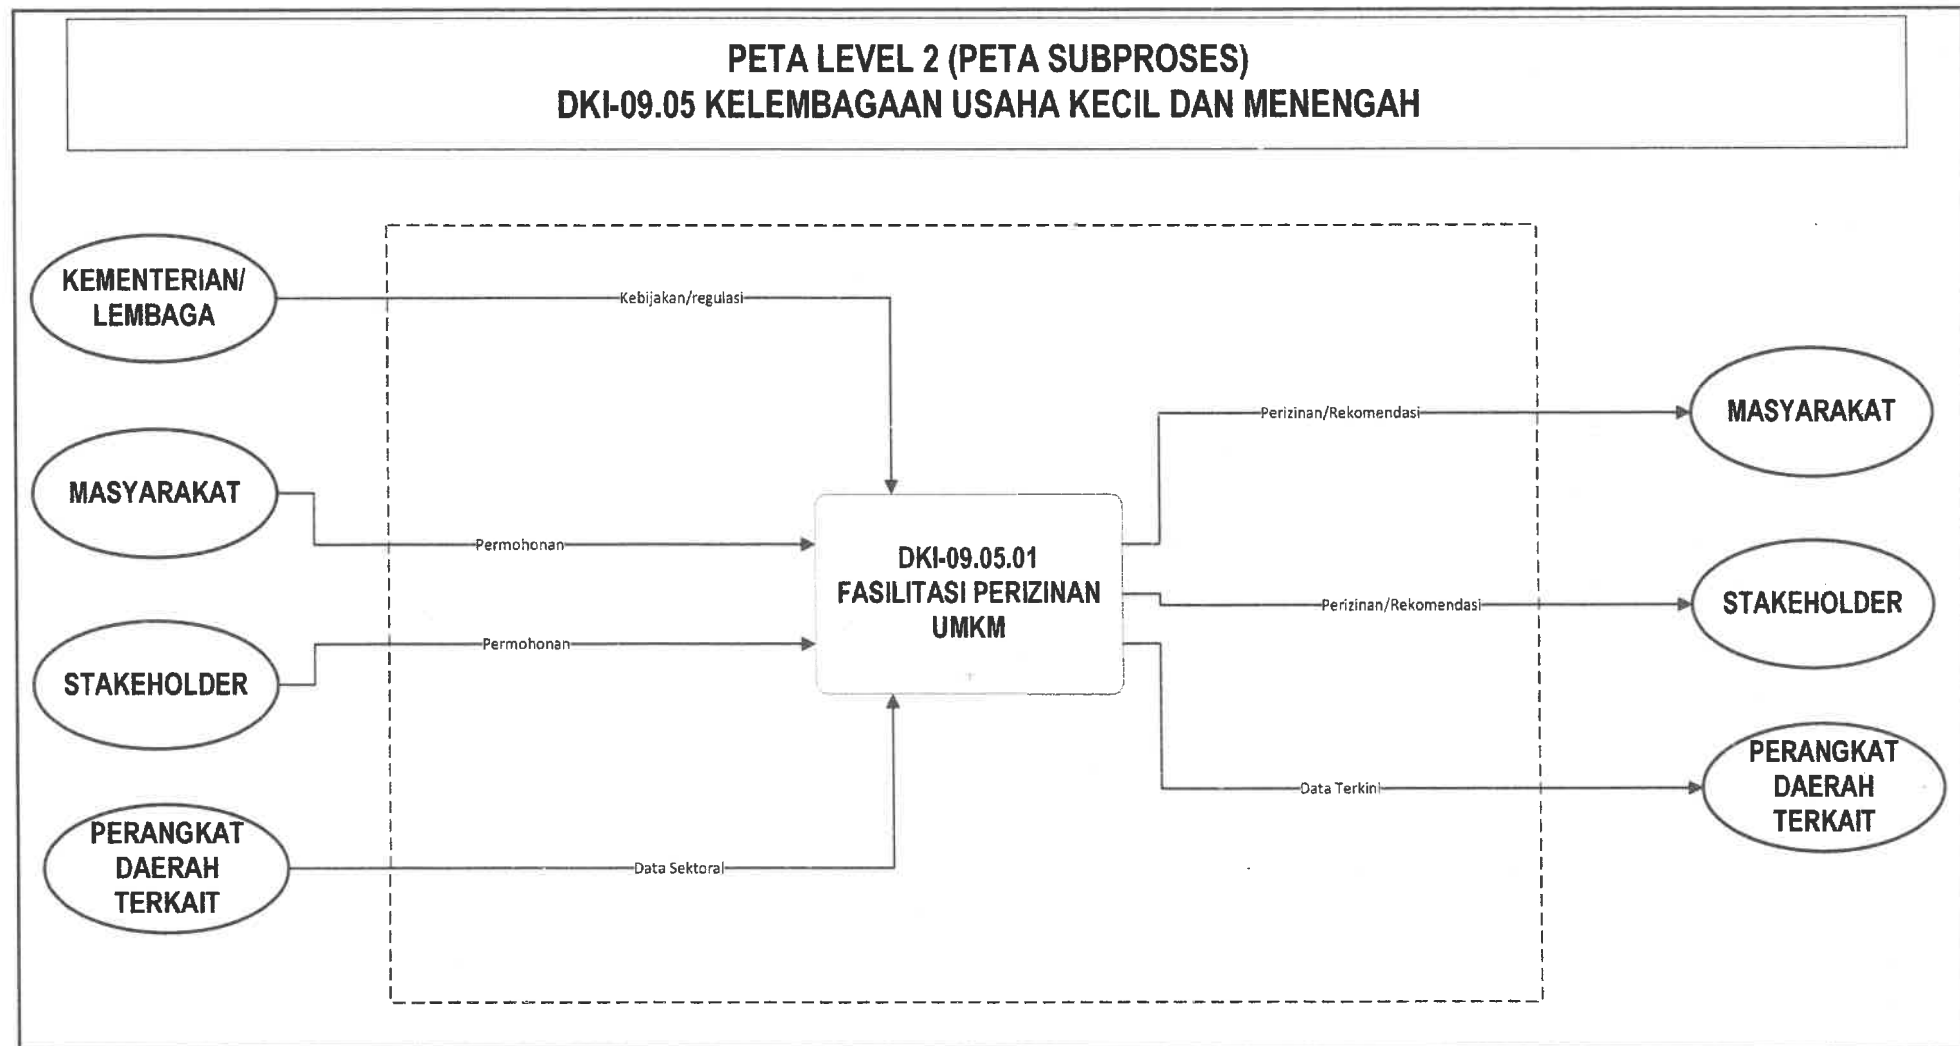 PETA LEVEL 2 (PETA SUBPROSES)
DKI-09.05 KELEMBAGAAN USAHA KECIL DAN MENENGAH
KEMENTERIAN/
LEMBAGA
Kebijakan/regulasi
MASYARAKAT
Permohonan
STAKEHOLDER
Permohonan
PERANGKAT
DAERAH
TERKAIT
Data Sektoral
DKI-09.05.01
FASILITASI PERIZINAN
UMKM
Perizinan/Rekomendasi
MASYARAKAT
Perizinan/Rekomendasi
STAKEHOLDER
Data Terkini
PERANGKAT
DAERAH
TERKAIT